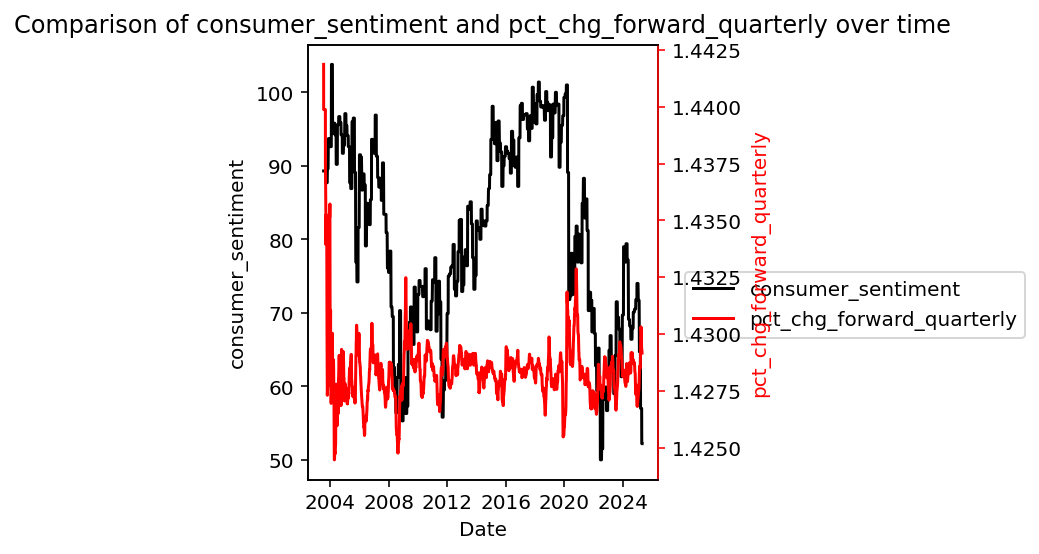 Comparison of consumer_sentiment and pct_chg_forward_quarterly over time
consumer_sentiment
100
90
80
70
60
50
2004 2008 2012 2016 2020 2024
Date
1.4425
1.4400
1.4375
1.4350
1.4325
1.4300
1.4275
1.4250
pct_chg_forward_quarterly
consumer_sentiment
pct_chg_forward_quarterly